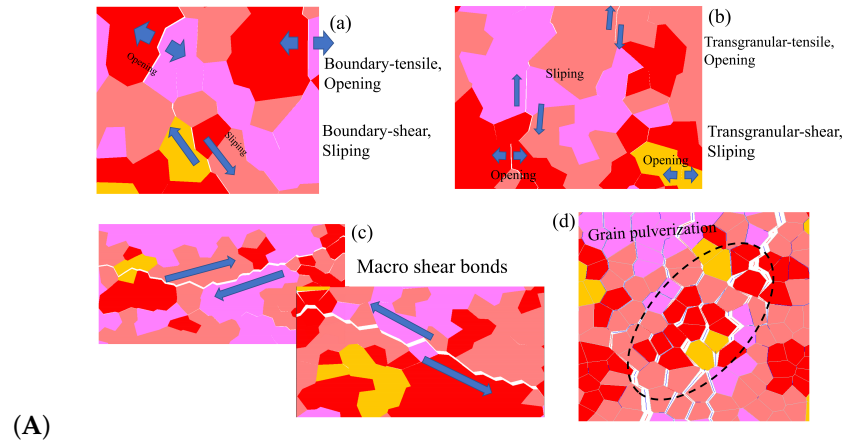 (a)
Opening
Boundary-tensile,
Opening
Boundary-shear,
Sliping
Sliping
(b)
Transgranular-tensile,
Opening
Sliping
Transgranular-shear,
Sliping
Opening
Opening
(c)
Macro shear bonds
(d)
Grain pulverization
(A)